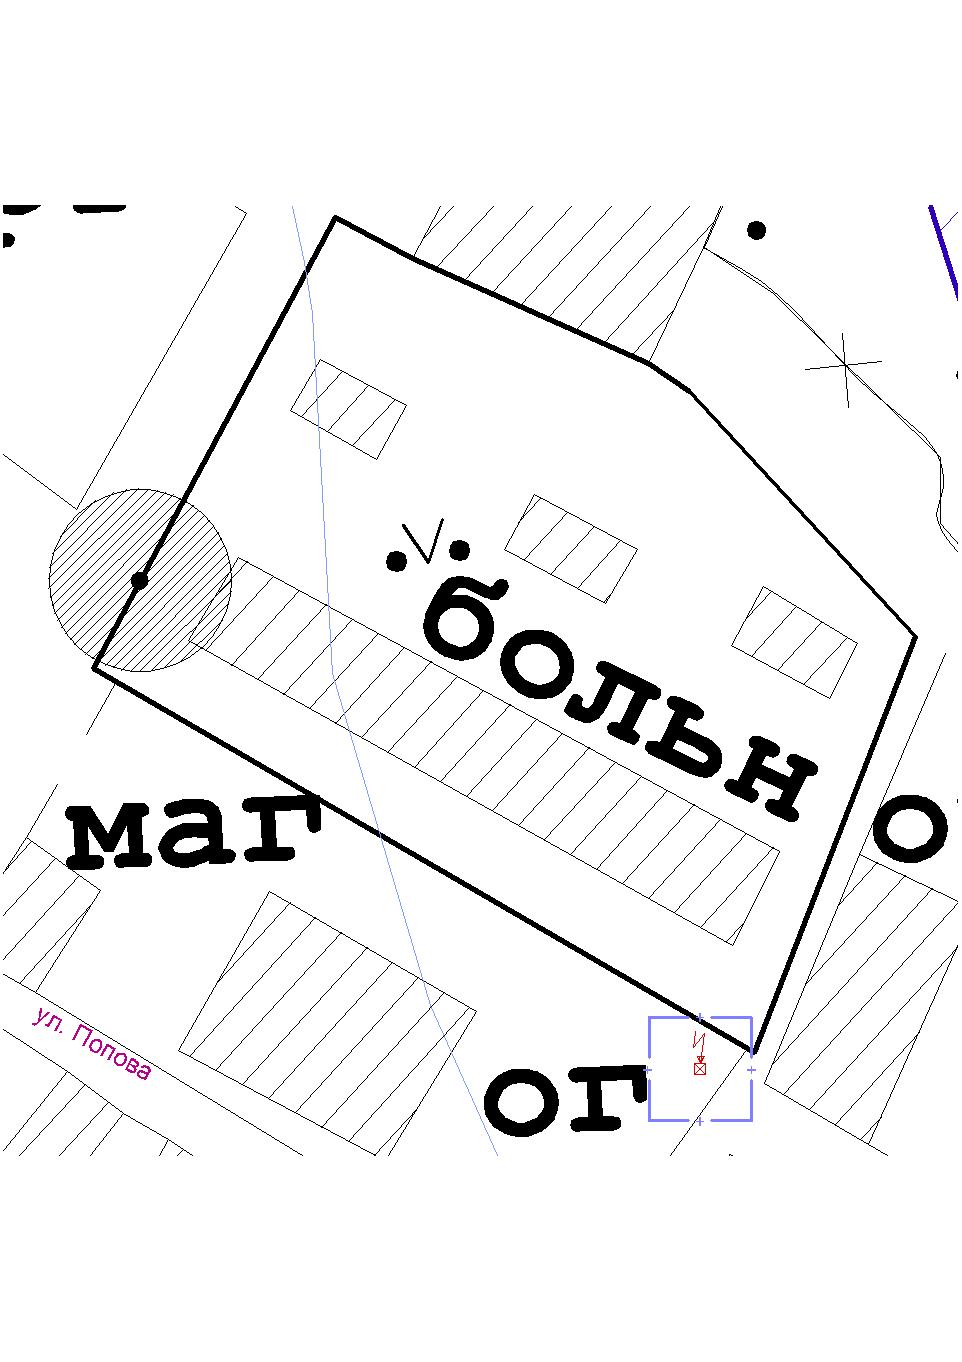 больн
маг
ул. Попова
ог